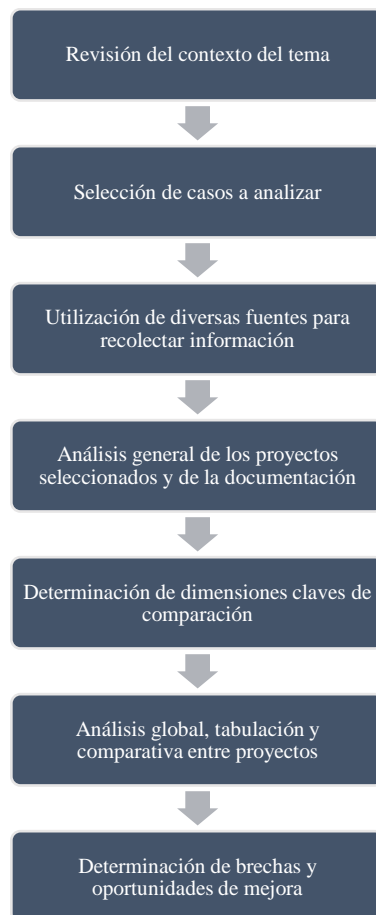 Revisión del contexto del tema
Selección de casos a analizar
Utilización de diversas fuentes para
recolectar información
Análisis general de los proyectos
seleccionados y de la documentación
Determinación de dimensiones claves de
comparación
Análisis global, tabulación y
comparativa entre proyectos
Determinación de brechas y
oportunidades de mejora